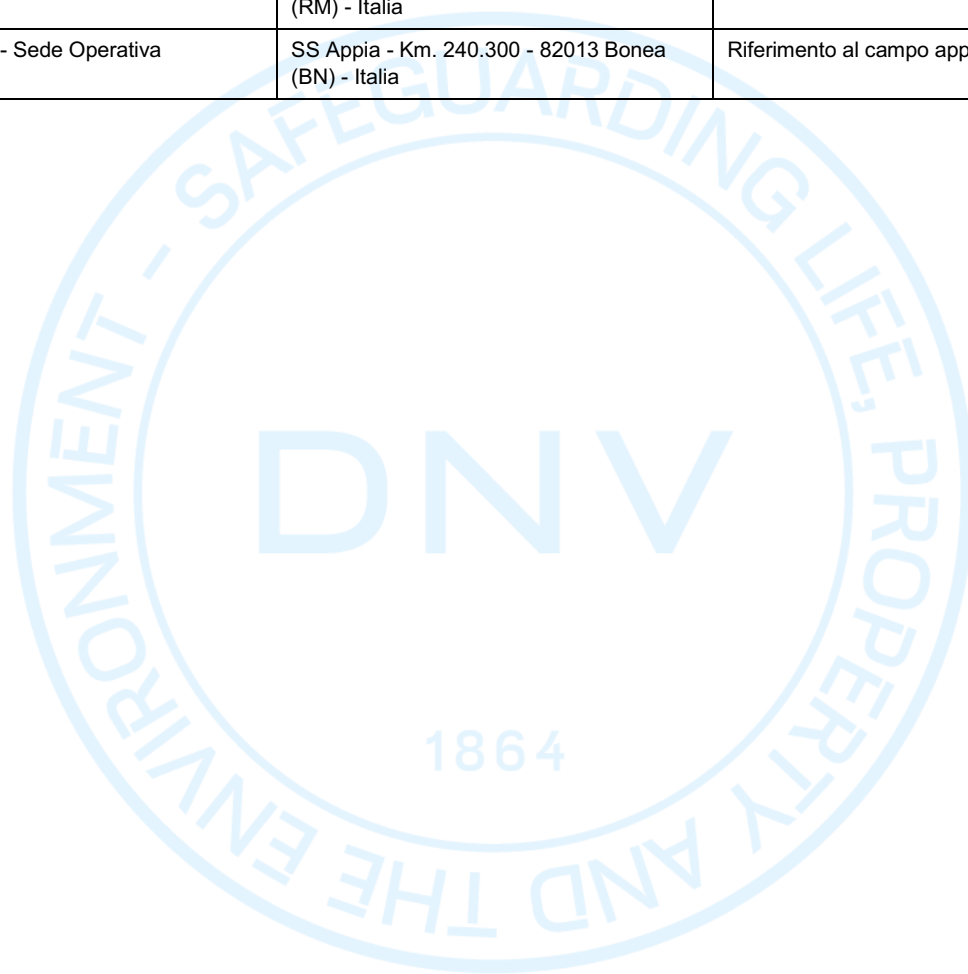 (RM) - Italia
- Sede Operativa
SS Appia - Km. 240.300 - 82013 Bonea
(BN) - Italia
Riferimento al campo app
SAFEGUARDING LIFE, PROPERTY AND THE ENVIRONMENT -
DNV
1864